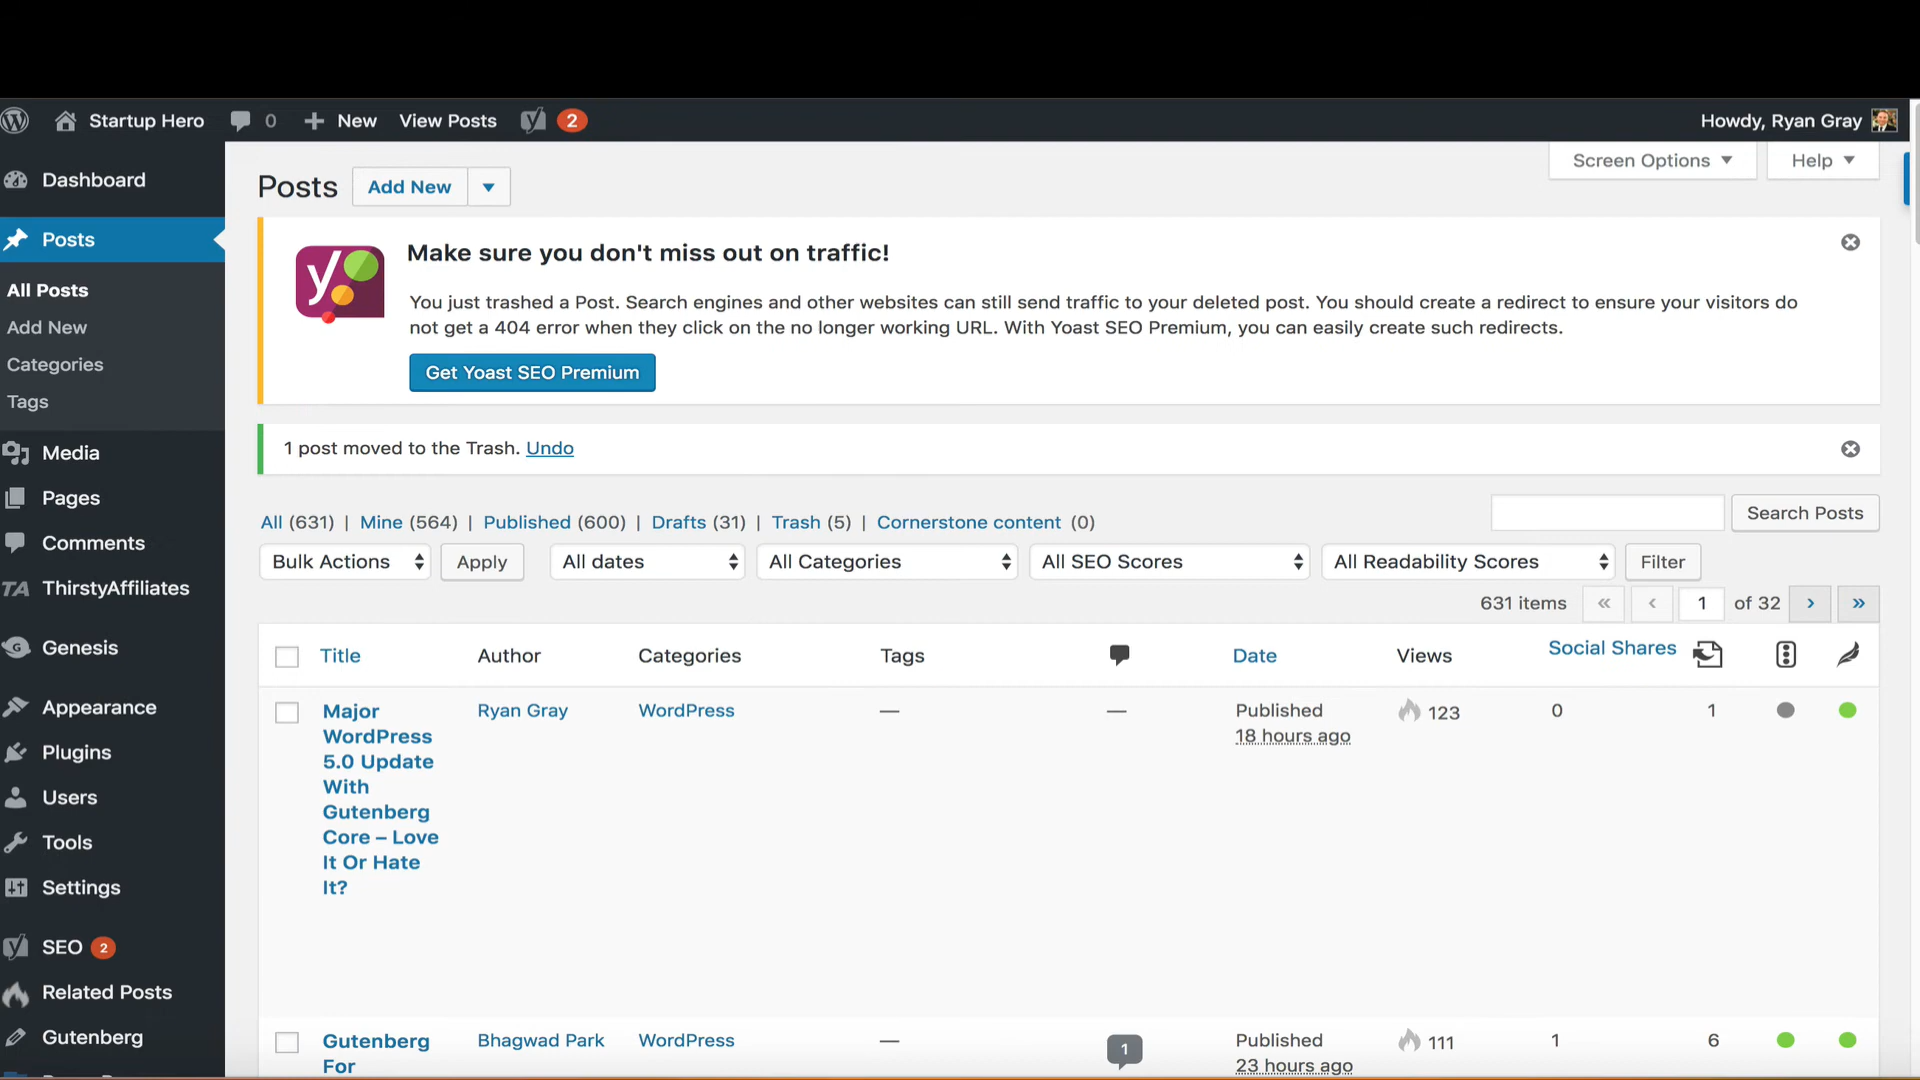 Startup Hero 0 New View Posts 2 Howdy, Ryan Gray
Screen Options Help
Dashboard
Posts
All Posts
Add New
Categories
Tags
Media
Pages
Comments
TA ThirstyAffiliates
G Genesis
Appearance
Plugins
Users
Tools
Settings
SEO 2
Related Posts
Gutenberg
Posts Add New
Make sure you don't miss out on traffic!
You just trashed a Post. Search engines and other websites can still send traffic to your deleted post. You should create a redirect to ensure your visitors do
not get a 404 error when they click on the no longer working URL. With Yoast SEO Premium, you can easily create such redirects.
Get Yoast SEO Premium
1 post moved to the Trash. Undo
All (631) | Mine (564) | Published (600) | Drafts (31) | Trash (5) | Cornerstone content (0)
Search Posts
Bulk Actions Apply All dates All Categories All SEO Scores All Readability Scores Filter
631 items « ‹ 1 of 32 › »
Title Author Categories Tags Date Views Social Shares
Major Ryan Gray WordPress — — Published 123 0 1
WordPress 18 hours ago
5.0 Update
With
Gutenberg
Core – Love
It Or Hate
It?
Gutenberg Bhagwad Park WordPress — 1 Published 111 1 6
For 23 hours ago